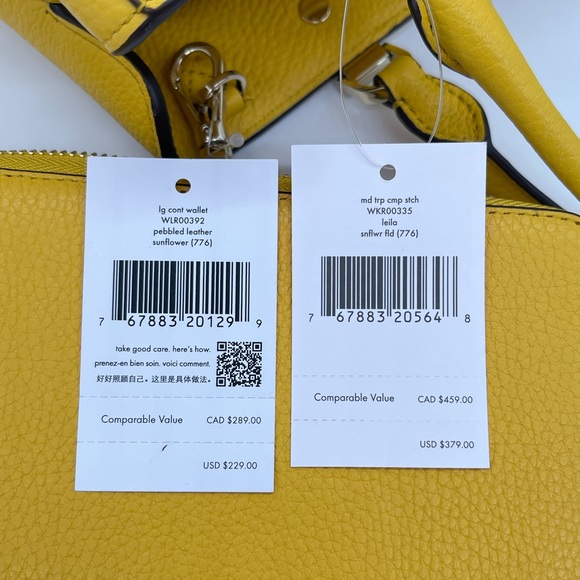 lg cont wallet
WLR00392
pebbled leather
sunflower (776)
7 67883 20129 9
take good care. here's how.
prenez-en bien soin. voici comment.
好好照顾自己。这里是具体做法。
Comparable Value CAD $289.00
USD $229.00
md trp cmp stch
WKR00335
leila
snflwr fld (776)
7 67883 20564 8
Comparable Value CAD $459.00
USD $379.00